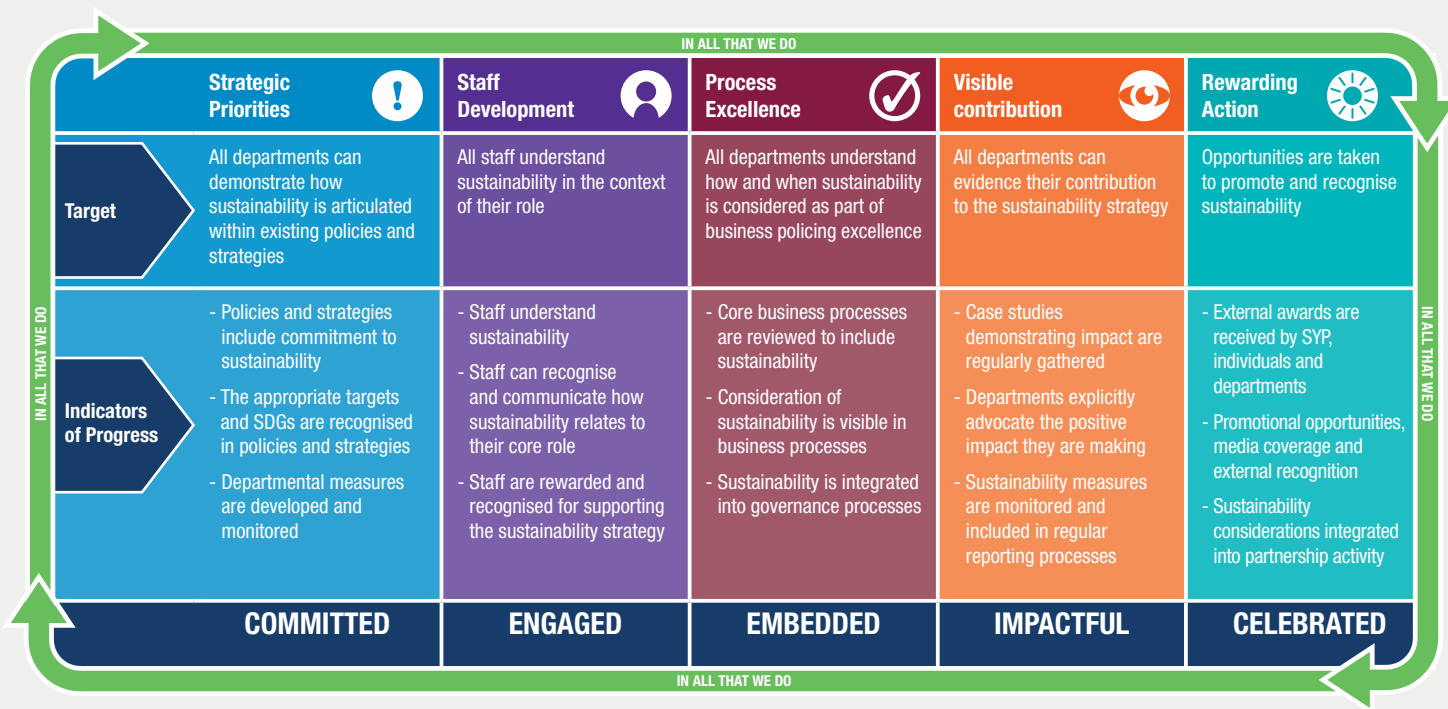 IN ALL THAT WE DO
Strategic
Priorities
!
Staff
Development
Process
Excellence
Visible
contribution
Rewarding
Action
Target
All departments can
demonstrate how
sustainability is articulated
within existing policies and
strategies
All staff understand
sustainability in the context
of their role
All departments understand
how and when sustainability
is considered as part of
business policing excellence
All departments can
evidence their contribution
to the sustainability strategy
Opportunities are taken
to promote and recognise
sustainability
IN ALL THAT WE DO
Indicators
of Progress
- Policies and strategies
include commitment to
sustainability
- The appropriate targets
and SDGs are recognised
in policies and strategies
- Departmental measures
are developed and
monitored
- Staff understand
sustainability
- Staff can recognise
and communicate how
sustainability relates to
their core role
- Staff are rewarded and
recognised for supporting
the sustainability strategy
- Core business processes
are reviewed to include
sustainability
- Consideration of
sustainability is visible in
business processes
- Sustainability is integrated
into governance processes
- Case studies
demonstrating impact are
regularly gathered
- Departments explicitly
advocate the positive
impact they are making
- Sustainability measures
are monitored and
included in regular
reporting processes
- External awards are
received by SYP,
individuals and
departments
- Promotional opportunities,
media coverage and
external recognition
- Sustainability
considerations integrated
into partnership activity
IN ALL THAT WE DO
COMMITTED
ENGAGED
EMBEDDED
IMPACTFUL
CELEBRATED
IN ALL THAT WE DO